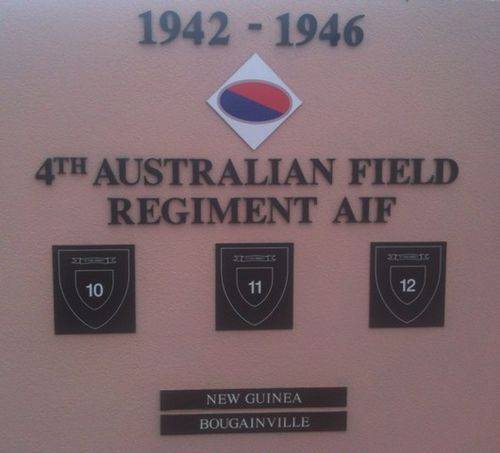 1942 - 1946
4TH AUSTRALIAN FIELD
REGIMENT AIF
10 11 12
NEW GUINEA
BOUGAINVILLE